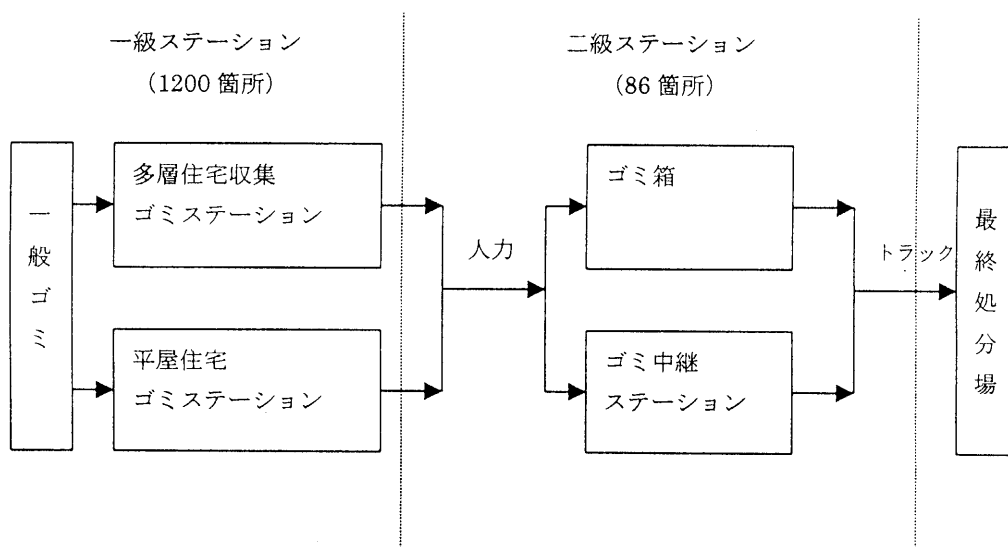 一級ステーション
（1200 箇所）
二級ステーション
（86 箇所）
一般ゴミ
多層住宅収集
ゴミステーション
平屋住宅
ゴミステーション
人力
ゴミ箱
ゴミ中継
ステーション
トラック
最終処分場